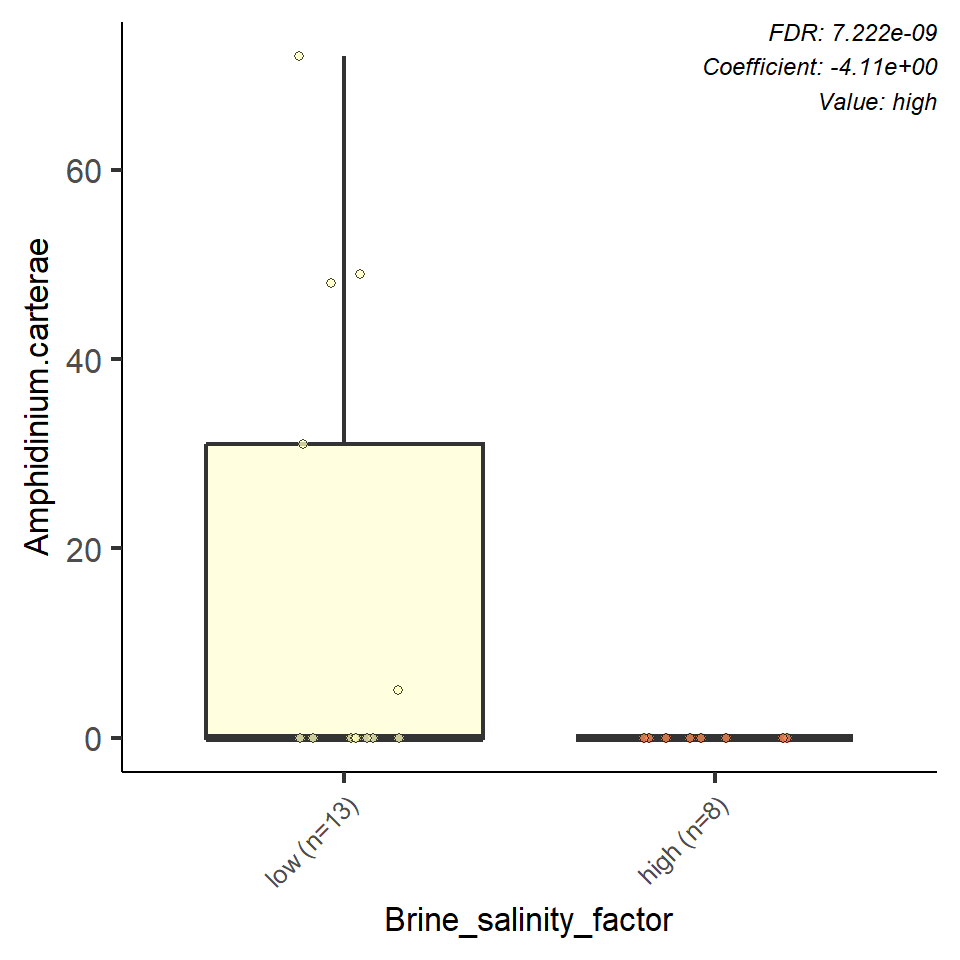 FDR: 7.222e-09
Coefficient: -4.11e+00
Value: high
Amphidinium.carterae
60
40
20
0
low (n=13)
high (n=8)
Brine_salinity_factor